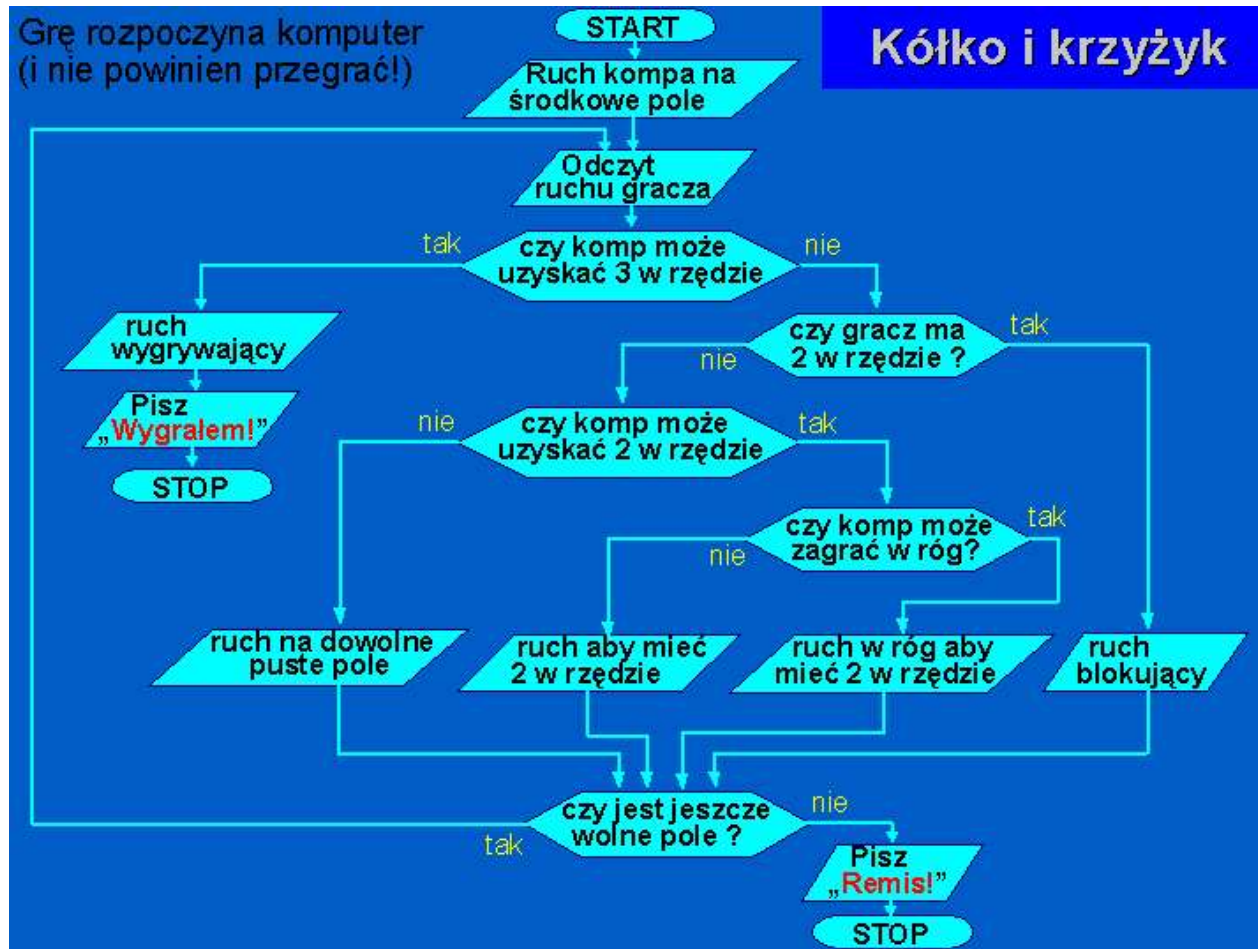 Grę rozpoczyna komputer
(i nie powinien przegrać!)
Kółko i krzyżyk
START
Ruch kompa na
środkowe pole
Odczyt
ruchu gracza
tak
czy komp może
uzyskać 3 w rzędzie
nie
ruch
wygrywający
Pisz
„Wygrałem!”
STOP
czy gracz ma
2 w rzędzie ?
tak
nie
czy komp może
uzyskać 2 w rzędzie
nie
tak
czy komp może
zagrać w róg?
tak
nie
ruch na dowolne
puste pole
ruch aby mieć
2 w rzędzie
ruch w róg aby
mieć 2 w rzędzie
ruch
blokujący
czy jest jeszcze
wolne pole ?
tak
nie
Pisz
„Remis!”
STOP